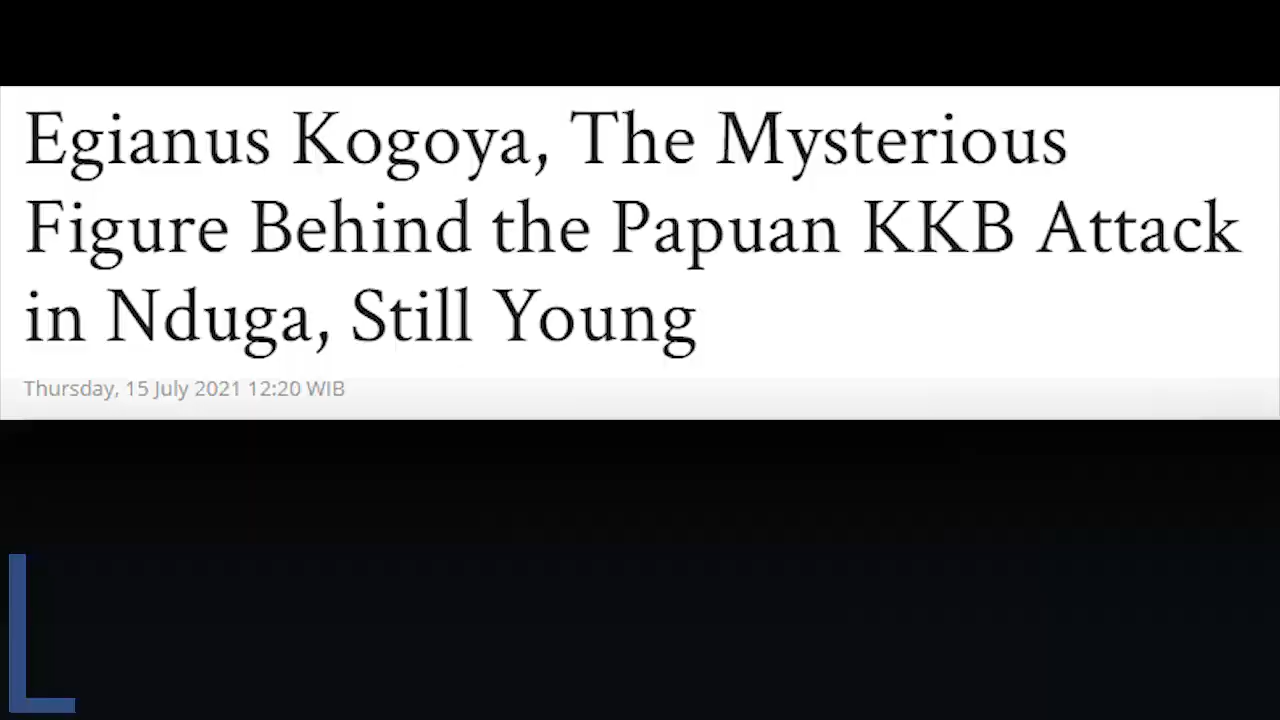 Egianus Kogoya, The Mysterious
Figure Behind the Papuan KKB Attack
in Nduga, Still Young
Thursday, 15 July 2021 12:20 WIB